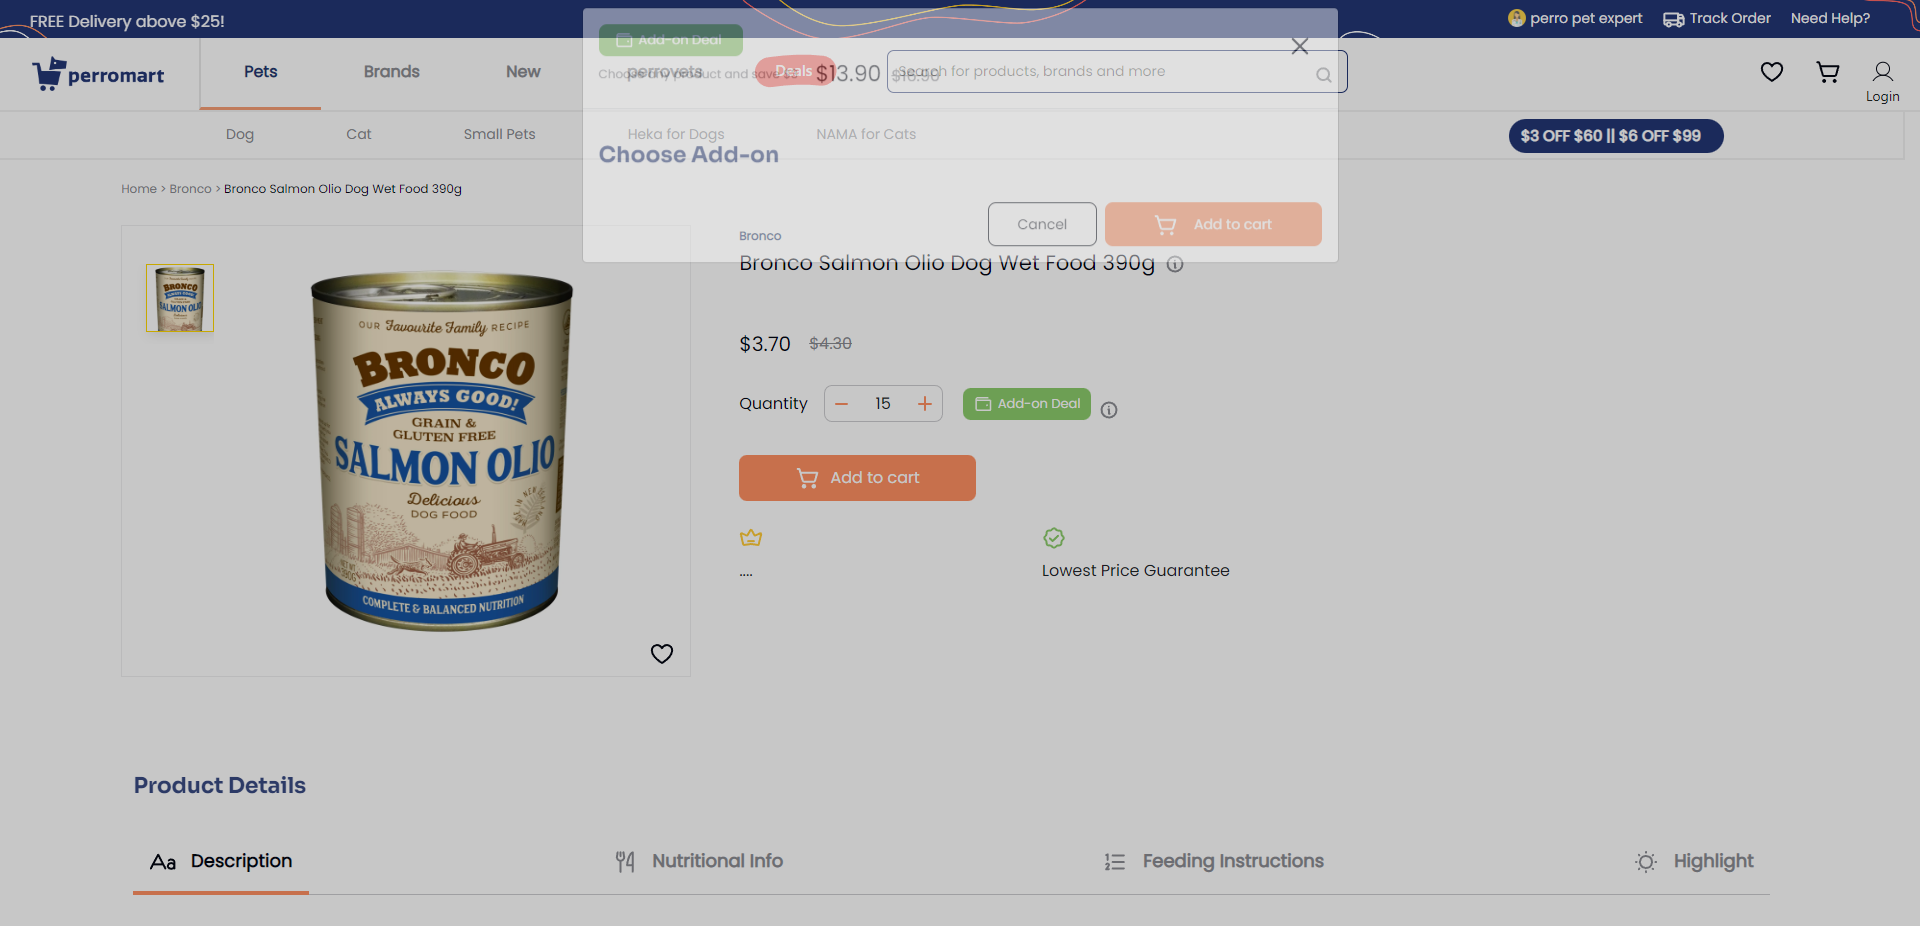 FREE Delivery above $25!
perro pet expert
Track Order
Need Help?
perromart
Pets
Brands
New
perrovets
Deals
Search for products, brands and more
Login
Add-on Deal
Choose any product and save
$13.90
$16.90
Dog
Cat
Small Pets
Heka for Dogs
NAMA for Cats
$3 OFF $60 || $6 OFF $99
Choose Add-on
Cancel
Add to cart
Home > Bronco > Bronco Salmon Olio Dog Wet Food 390g
Bronco
Bronco Salmon Olio Dog Wet Food 390g
$3.70 $4.30
Quantity
15
Add-on Deal
Add to cart
....
Lowest Price Guarantee
BRONCO
ALWAYS GOOD!
SALMON OLIO
OUR Favourite Family RECIPE
BRONCO
ALWAYS GOOD!
GRAIN &
GLUTEN FREE
SALMON OLIO
Delicious
DOG FOOD
COMPLETE & BALANCED NUTRITION
Product Details
Aa Description
Nutritional Info
Feeding Instructions
Highlight